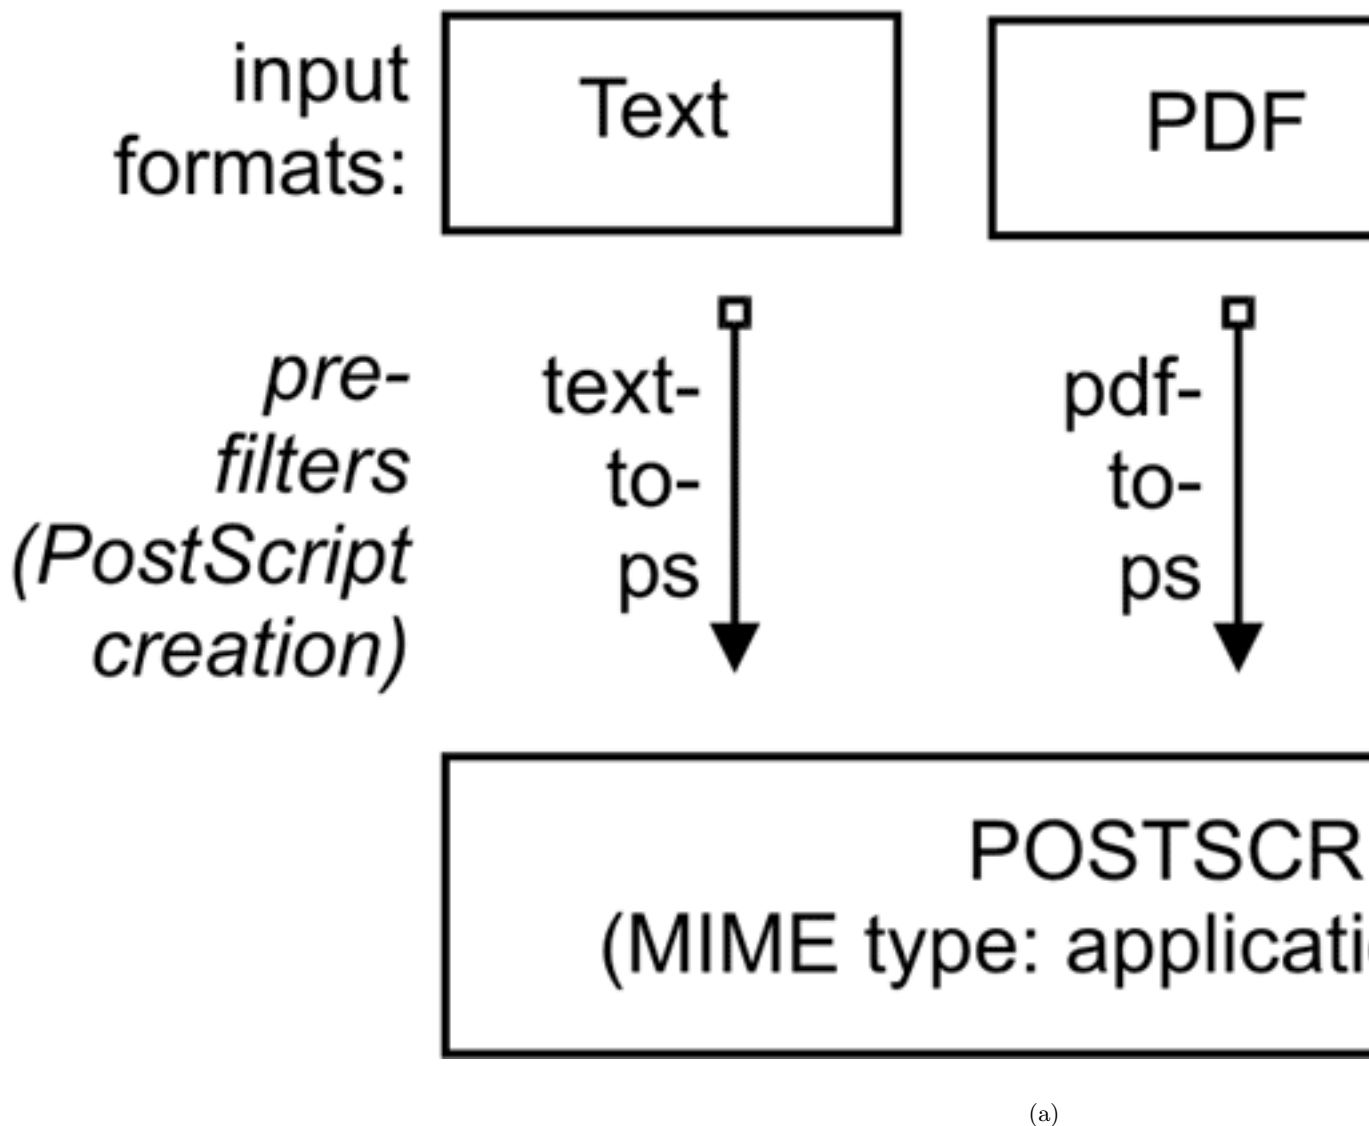 input
formats:
Text
PDF
pre-
filters
(PostScript
creation)
text-
to-
ps
pdf-
to-
ps
POSTSCR
(MIME type: applicati
(a)